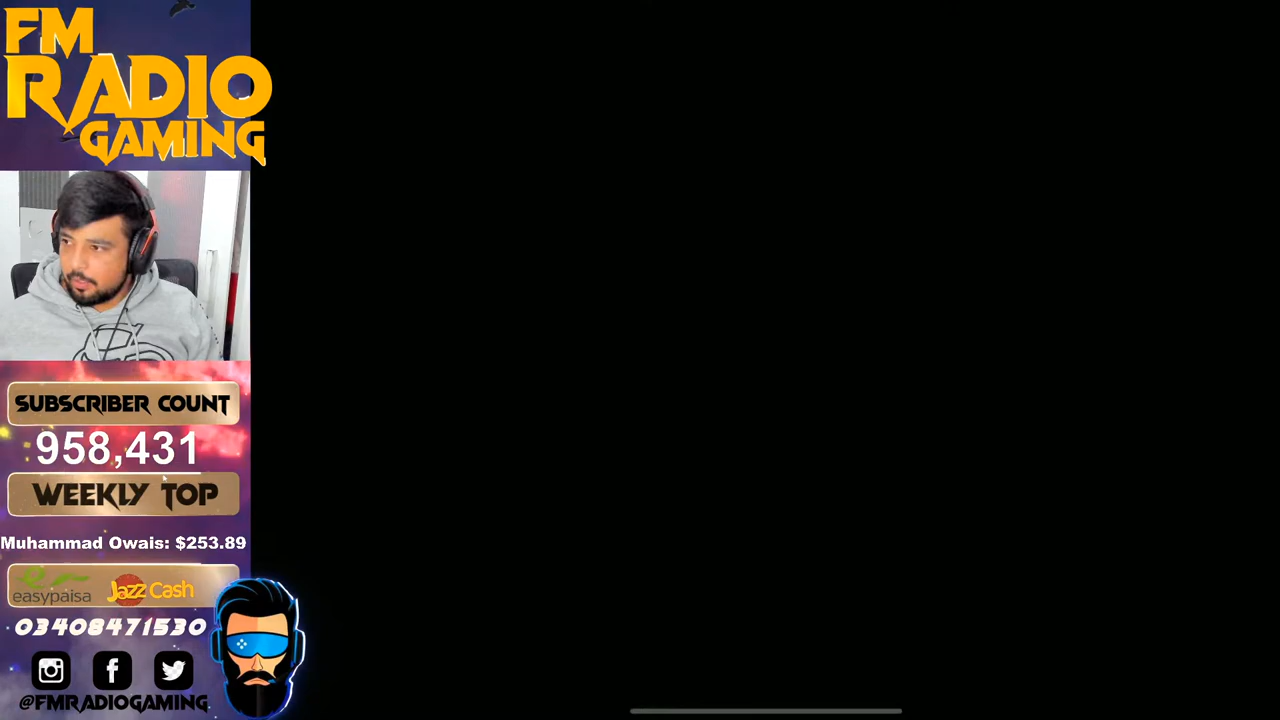 FM
RADIO
GAMING
SUBSCRIBER COUNT
958,431
WEEKLY TOP
Muhammad Owais: $253.89
easypaisa JazzCash
03408471530
@FMRADIOGAMING